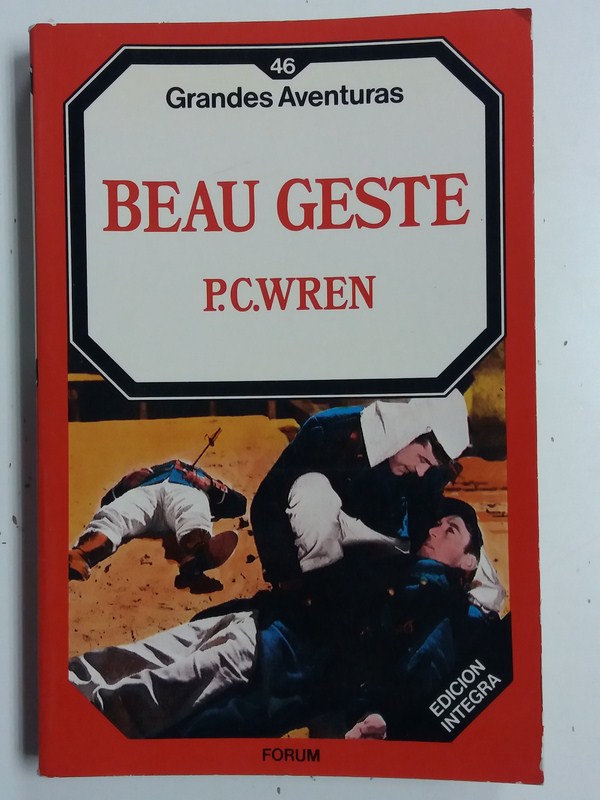 46
Grandes Aventuras
BEAU GESTE
P.C.WREN
EDICION
INTEGRA
FORUM